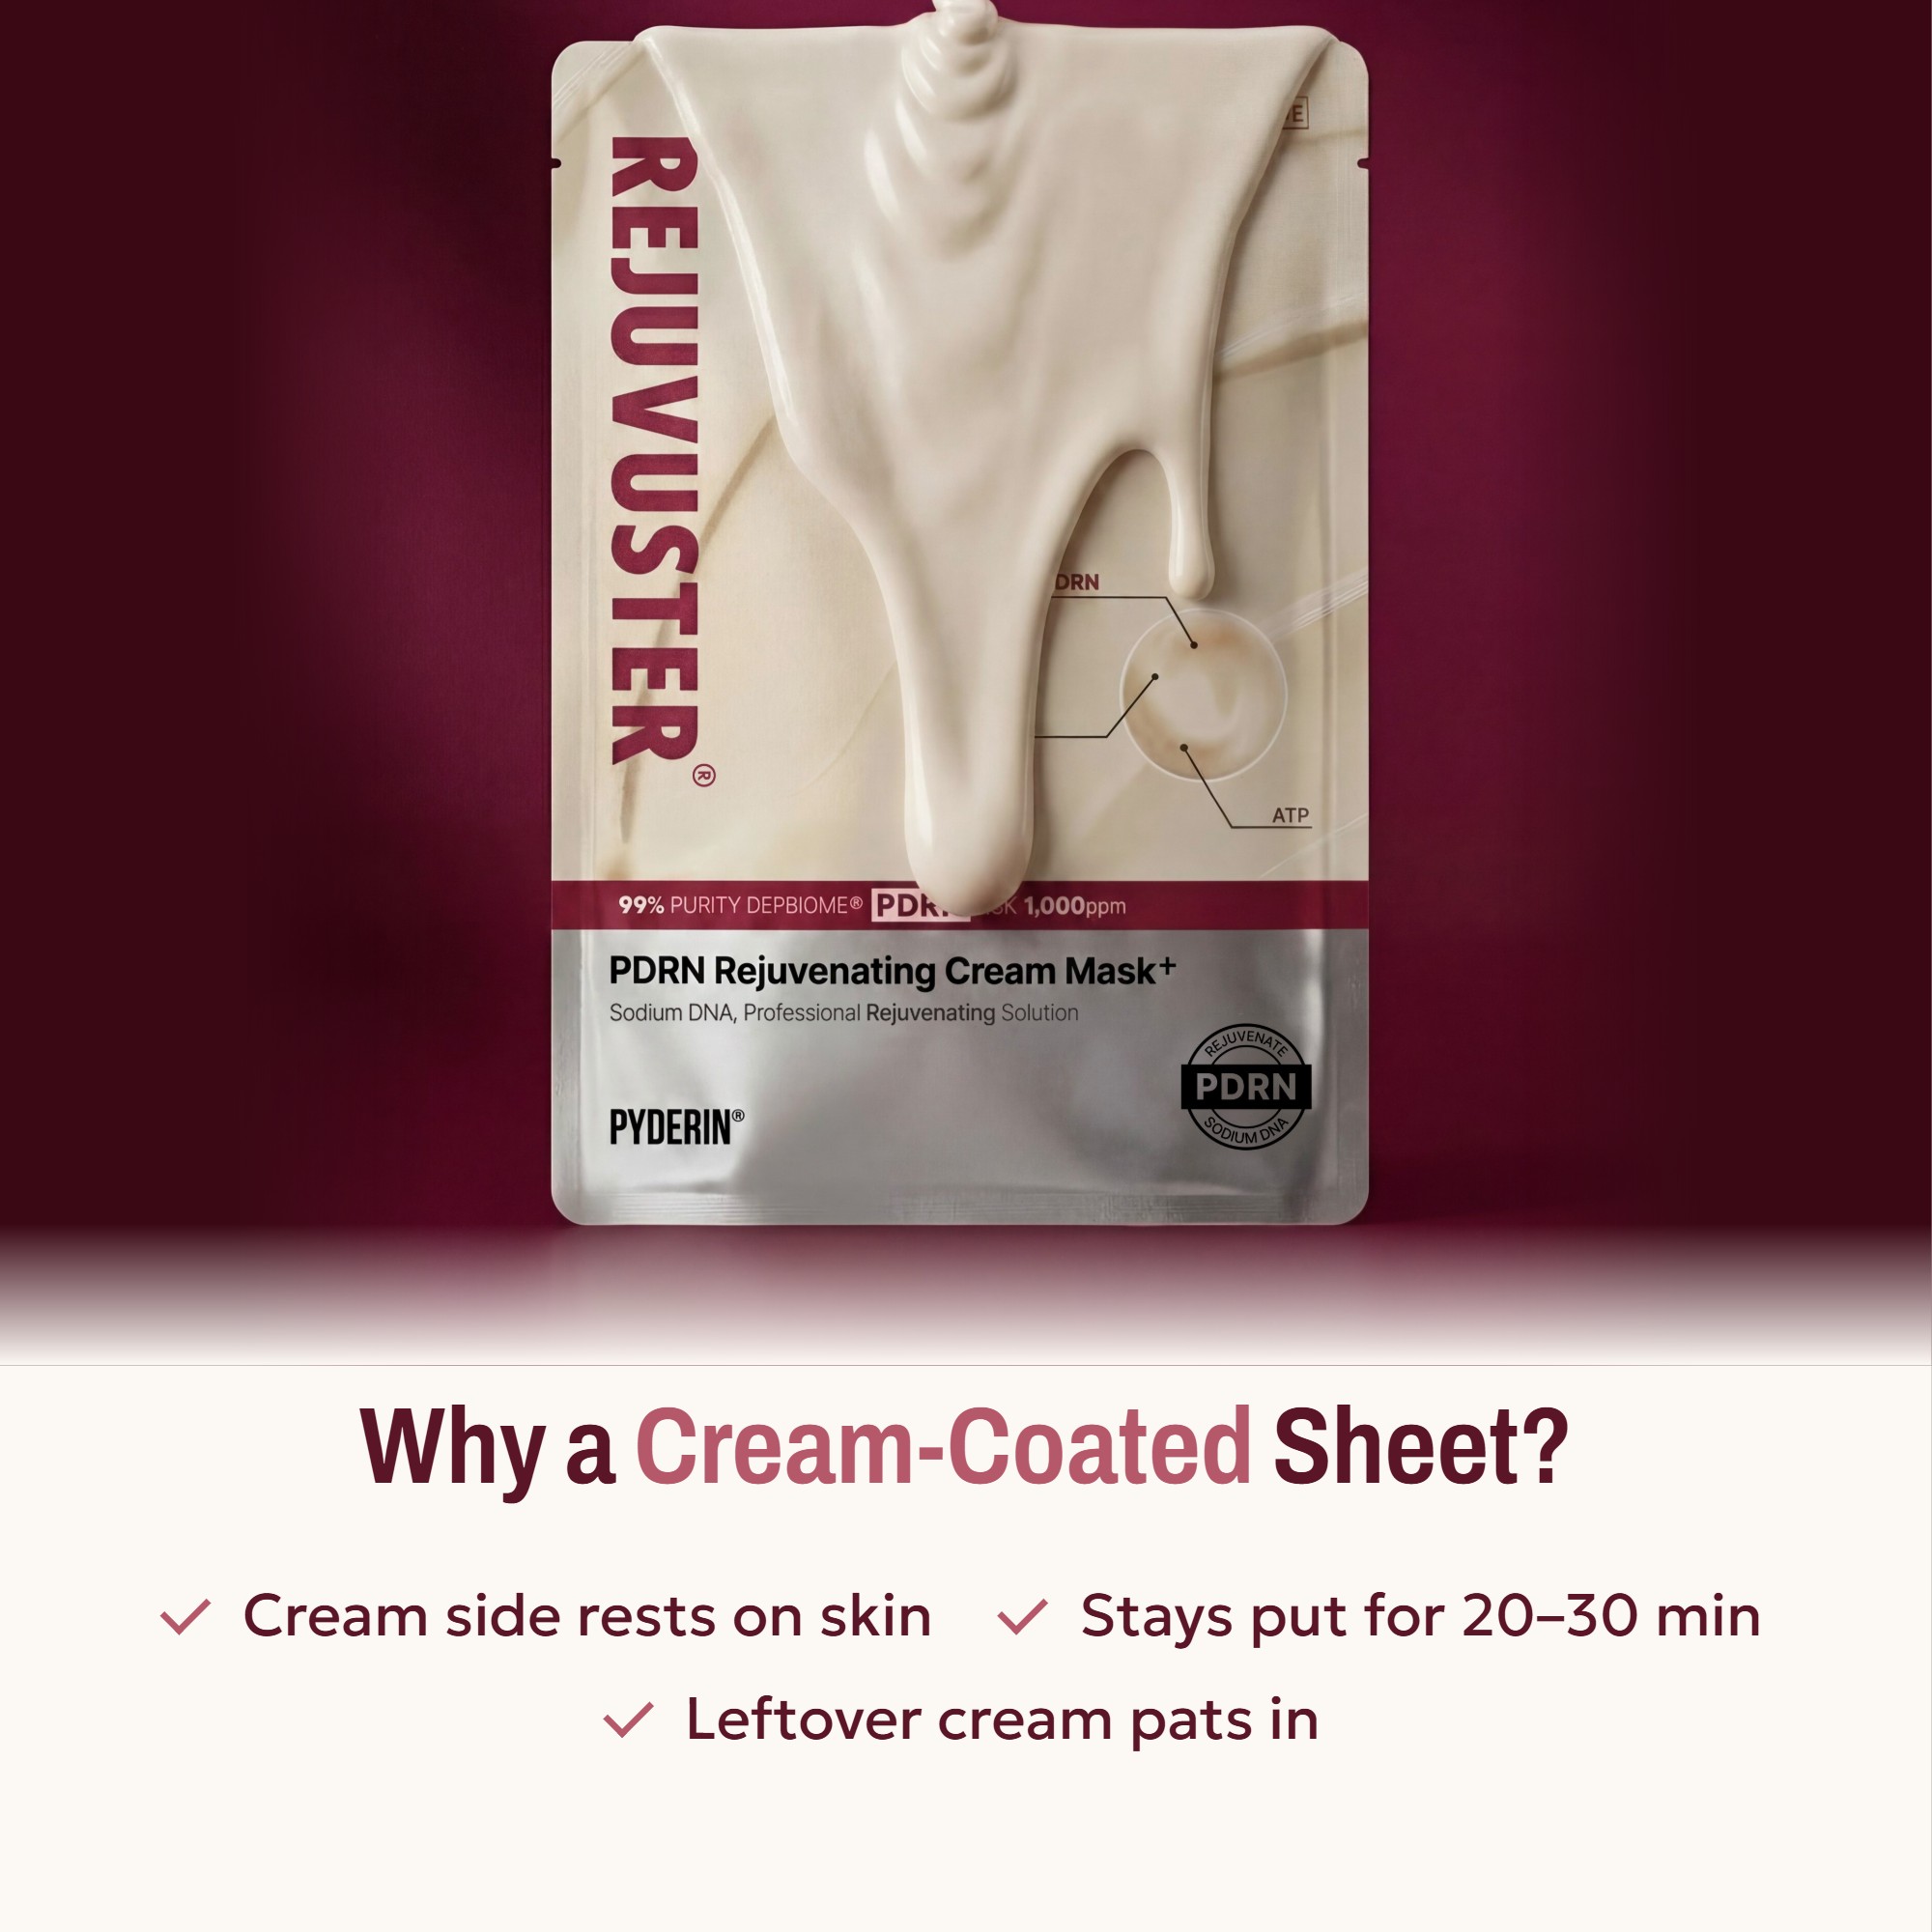 REJUVUSTER®
ATP
99% PURITY DEPBIOME® 1,000ppm
PDRN Rejuvenating Cream Mask+
Sodium DNA, Professional Rejuvenating Solution
REJUVENATE
PDRN
SODIUM DNA
PYDERIN®
Why a Cream-Coated Sheet?
Cream side rests on skin
Stays put for 20–30 min
Leftover cream pats in